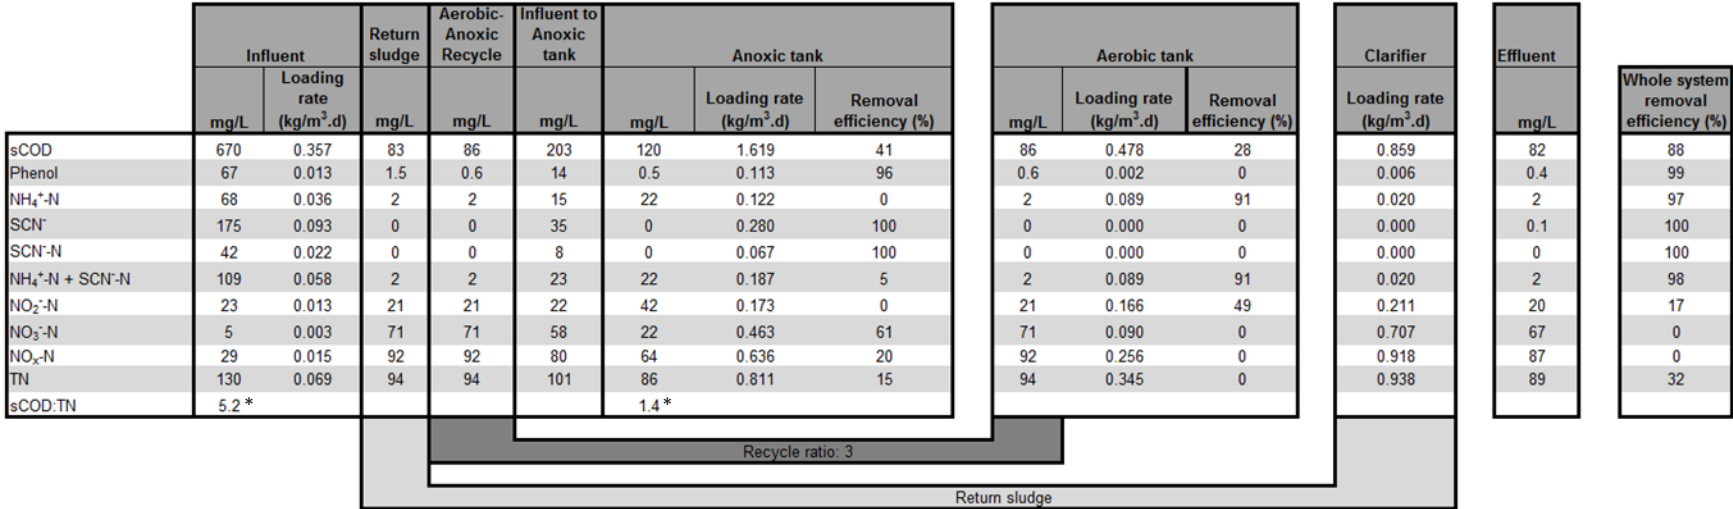 Influent Return sludge Aerobic-Anoxic Recycle Influent to Anoxic tank Anoxic tank Aerobic tank Clarifier Effluent
mg/L Loading rate (kg/m³.d) mg/L mg/L mg/L mg/L Loading rate (kg/m³.d) Removal efficiency (%) mg/L Loading rate (kg/m³.d) Removal efficiency (%) Loading rate (kg/m³.d) mg/L Whole system removal efficiency (%)
sCOD 670 0.357 83 86 203 120 1.619 41 86 0.478 28 0.859 82 88
Phenol 67 0.013 1.5 0.6 14 0.5 0.113 96 0.6 0.002 0 0.006 0.4 99
NH₄⁺-N 68 0.036 2 2 15 22 0.122 0 2 0.089 91 0.020 2 97
SCN⁻ 175 0.093 0 0 35 0 0.280 100 0 0.000 0 0.000 0.1 100
SCN⁻-N 42 0.022 0 0 8 0 0.067 100 0 0.000 0 0.000 0 100
NH₄⁺-N + SCN⁻-N 109 0.058 2 2 23 22 0.187 5 2 0.089 91 0.020 2 98
NO₂⁻-N 23 0.013 21 21 22 42 0.173 0 21 0.166 49 0.211 20 17
NO₃⁻-N 5 0.003 71 71 58 22 0.463 61 71 0.090 0 0.707 67 0
NOₓ-N 29 0.015 92 92 80 64 0.636 20 92 0.256 0 0.918 87 0
TN 130 0.069 94 94 101 86 0.811 15 94 0.345 0 0.938 89 32
sCOD:TN 5.2 * 1.4 *
Recycle ratio: 3
Return sludge